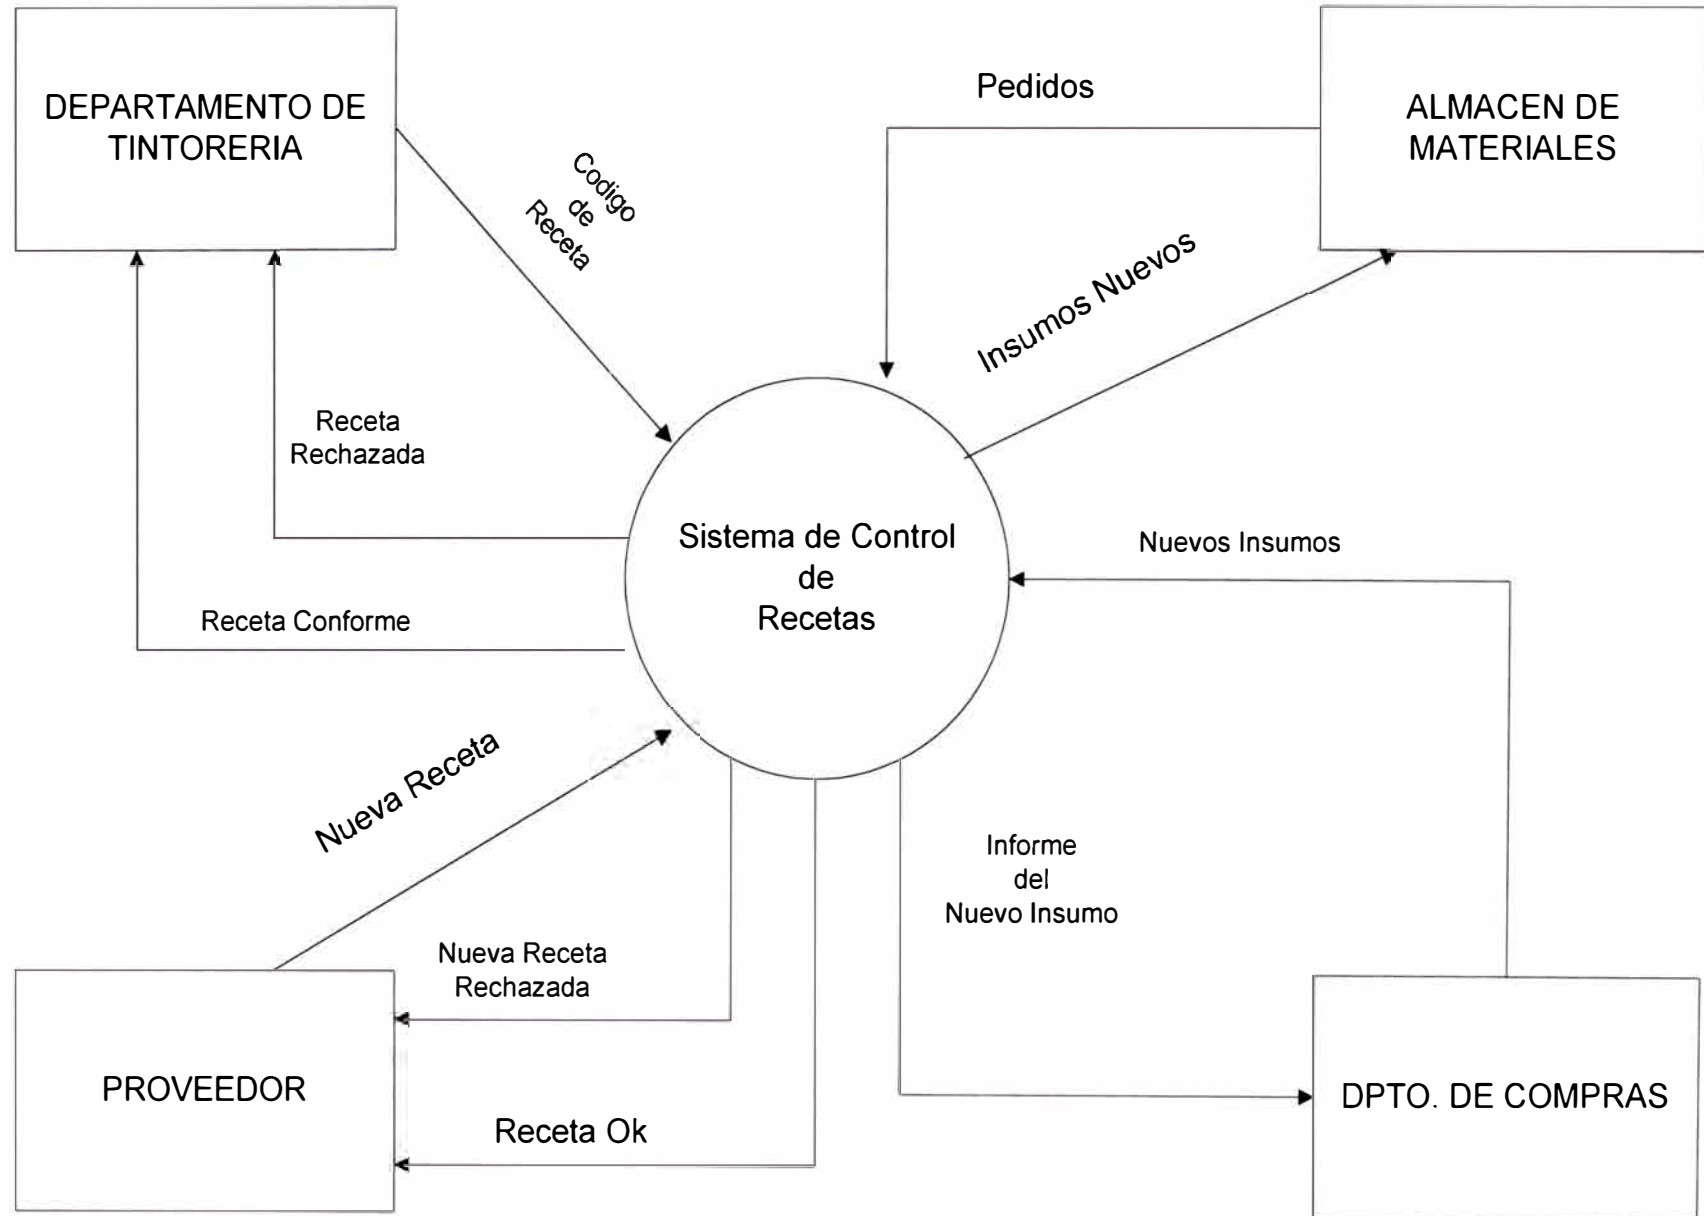 DEPARTAMENTO DE
TINTORERIA
Pedidos
ALMACEN DE
MATERIALES
Codigo
de
Receta
Insumos Nuevos
Receta
Rechazada
Sistema de Control
de
Recetas
Nuevos Insumos
Receta Conforme
Nueva Receta
Informe
del
Nuevo Insumo
Nueva Receta
Rechazada
PROVEEDOR
DPTO. DE COMPRAS
Receta Ok